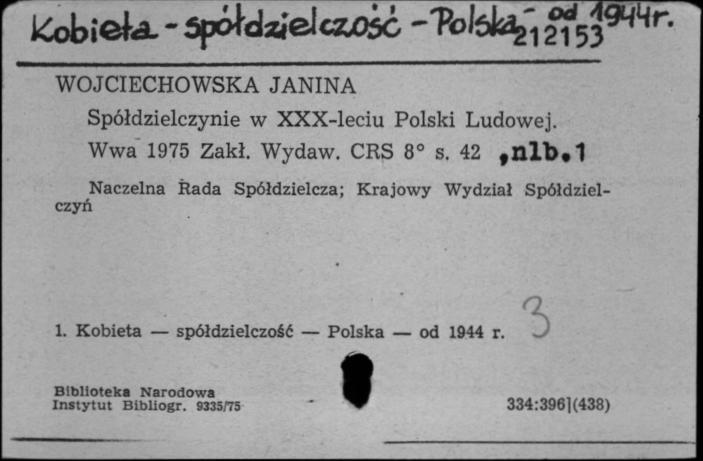 Kobieta - spółdzielczość - Polska - od 1944 r.
212153
WOJCIECHOWSKA JANINA
Spółdzielczynie w XXX-leciu Polski Ludowej.
Wwa 1975 Zakł. Wydaw. CRS 8° s. 42 ,nlb.1
Naczelna Rada Spółdzielcza; Krajowy Wydział Spółdziel-
czyń
1. Kobieta — spółdzielczość — Polska — od 1944 r. 3
Biblioteka Narodowa
Instytut Bibliogr. 9335/75 334:396](438)